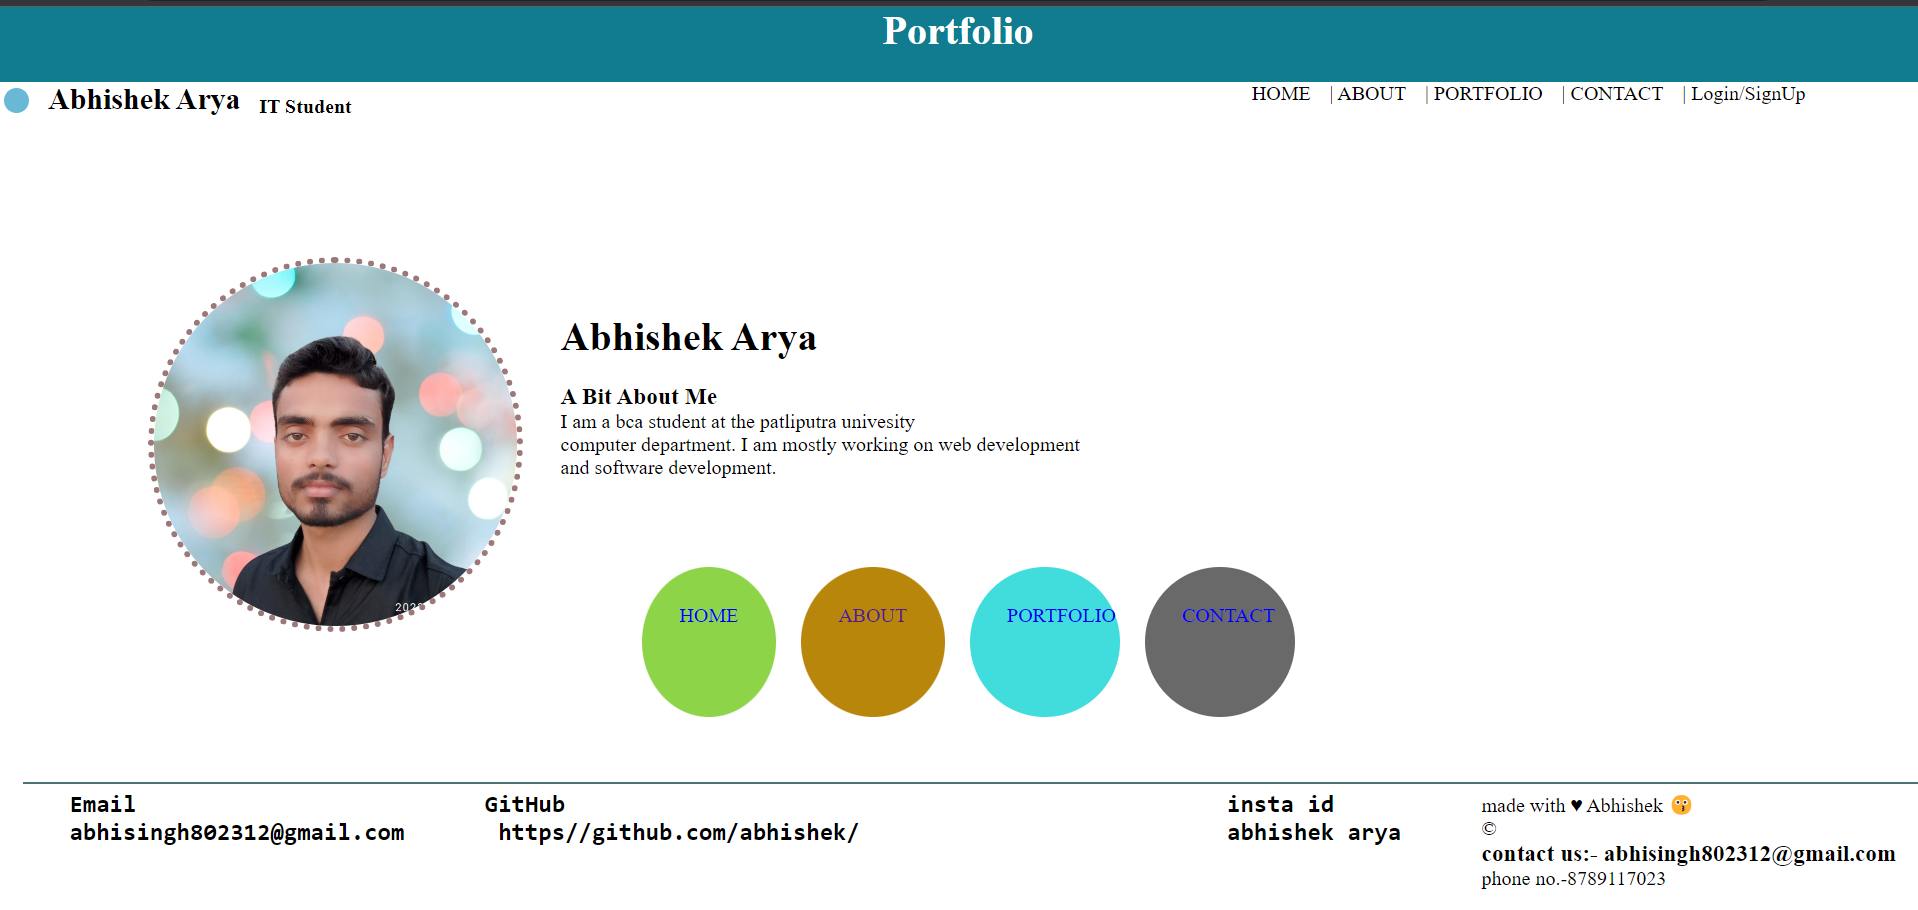 Portfolio
Abhishek Arya IT Student
HOME | ABOUT | PORTFOLIO | CONTACT | Login/SignUp
Abhishek Arya
A Bit About Me
I am a bca student at the patliputra univesity
computer department. I am mostly working on web development
and software development.
HOME ABOUT PORTFOLIO CONTACT
Email
abhisingh802312@gmail.com
GitHub
https//github.com/abhishek/
insta id
abhishek arya
made with ♥ Abhishek 😗
©
contact us:- abhisingh802312@gmail.com
phone no.-8789117023